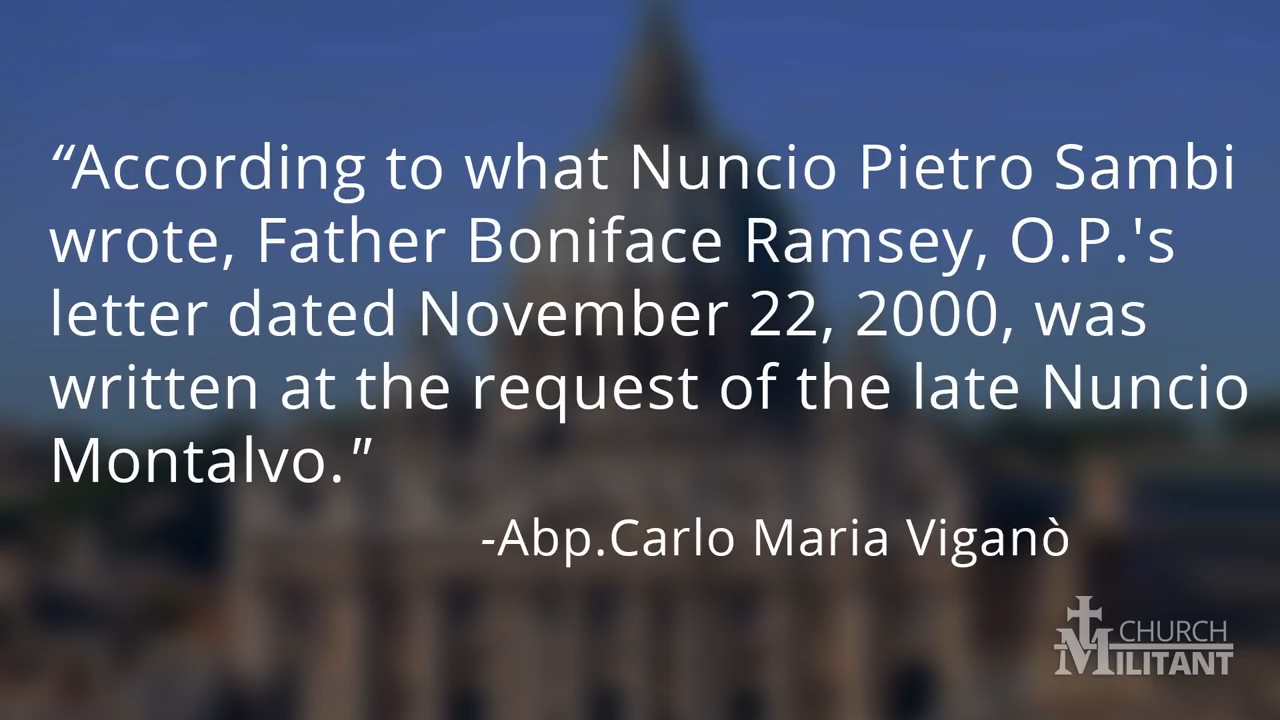 “According to what Nuncio Pietro Sambi
wrote, Father Boniface Ramsey, O.P.'s
letter dated November 22, 2000, was
written at the request of the late Nuncio
Montalvo.”
-Abp.Carlo Maria Viganò
CHURCH
MILITANT